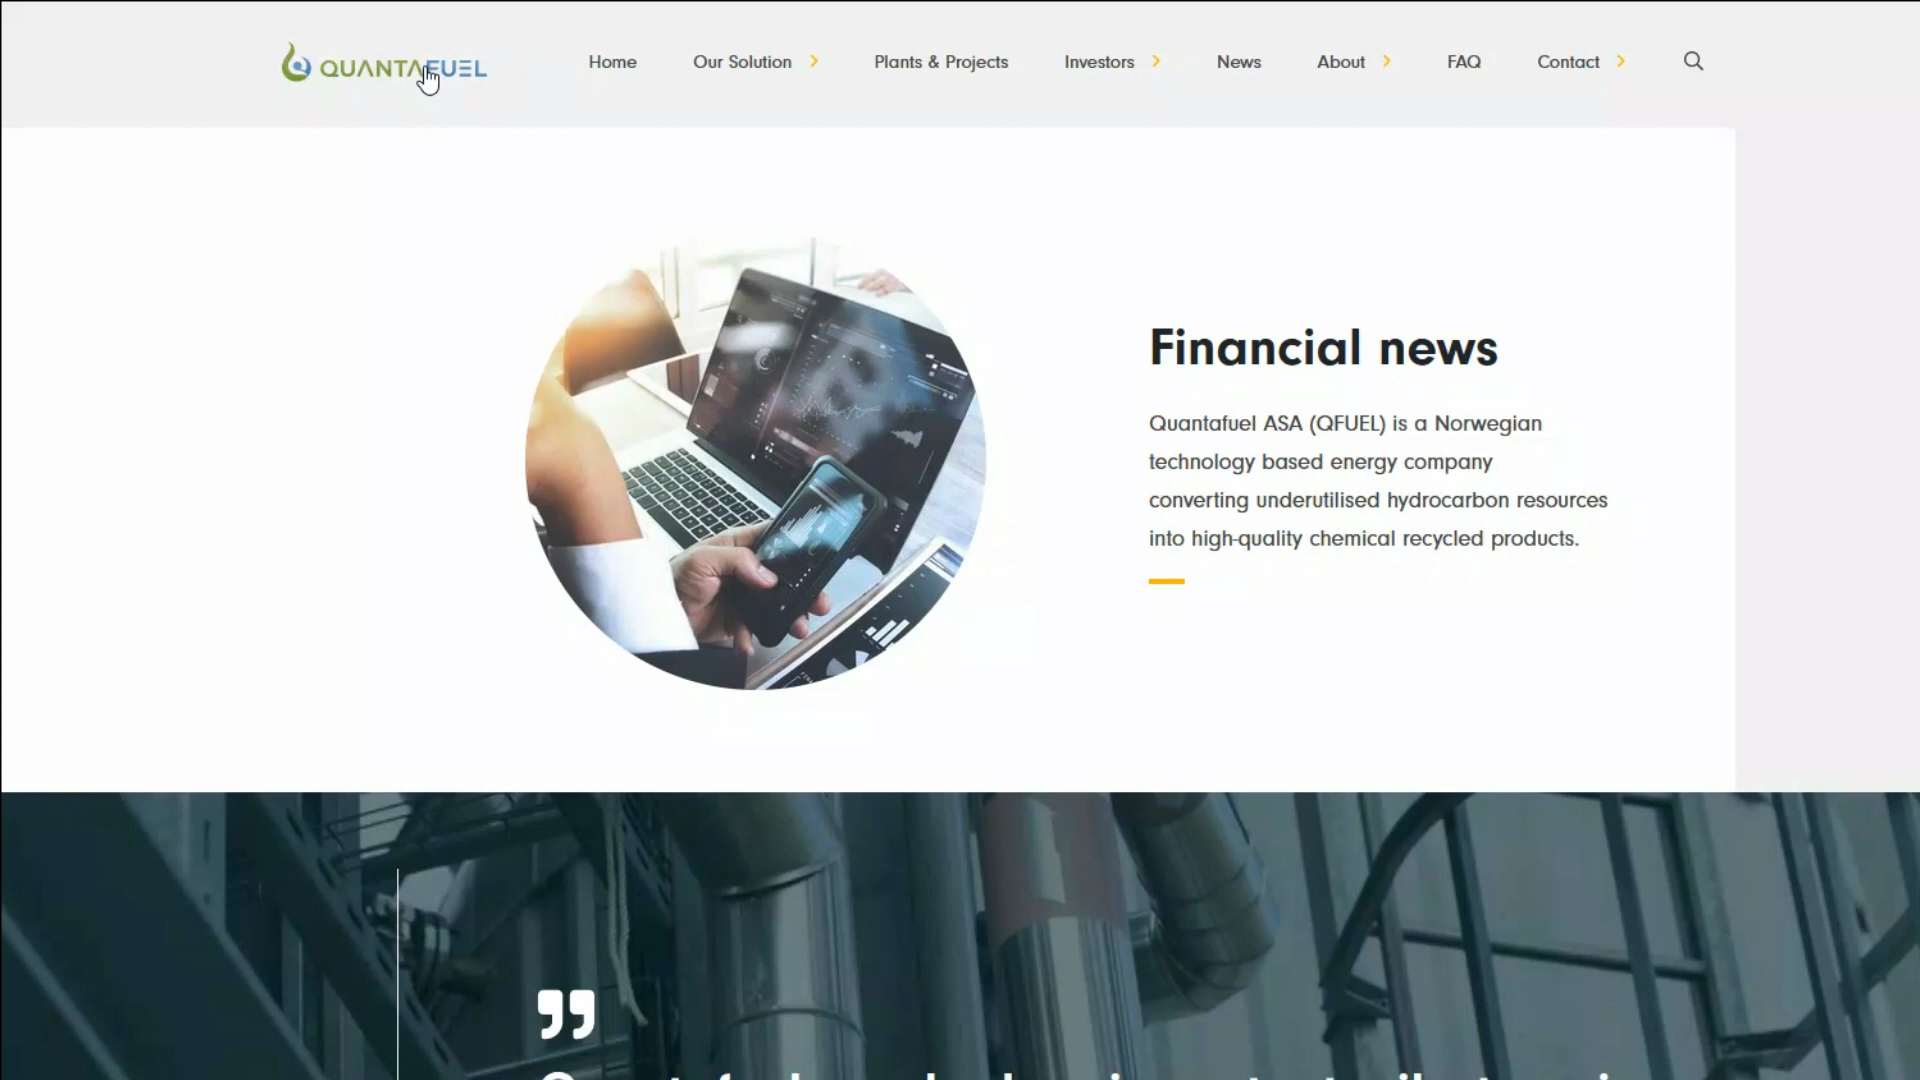 QUANTAFUEL
Home Our Solution Plants & Projects Investors News About FAQ Contact
Financial news
Quantafuel ASA (QFUEL) is a Norwegian
technology based energy company
converting underutilised hydrocarbon resources
into high-quality chemical recycled products.
”